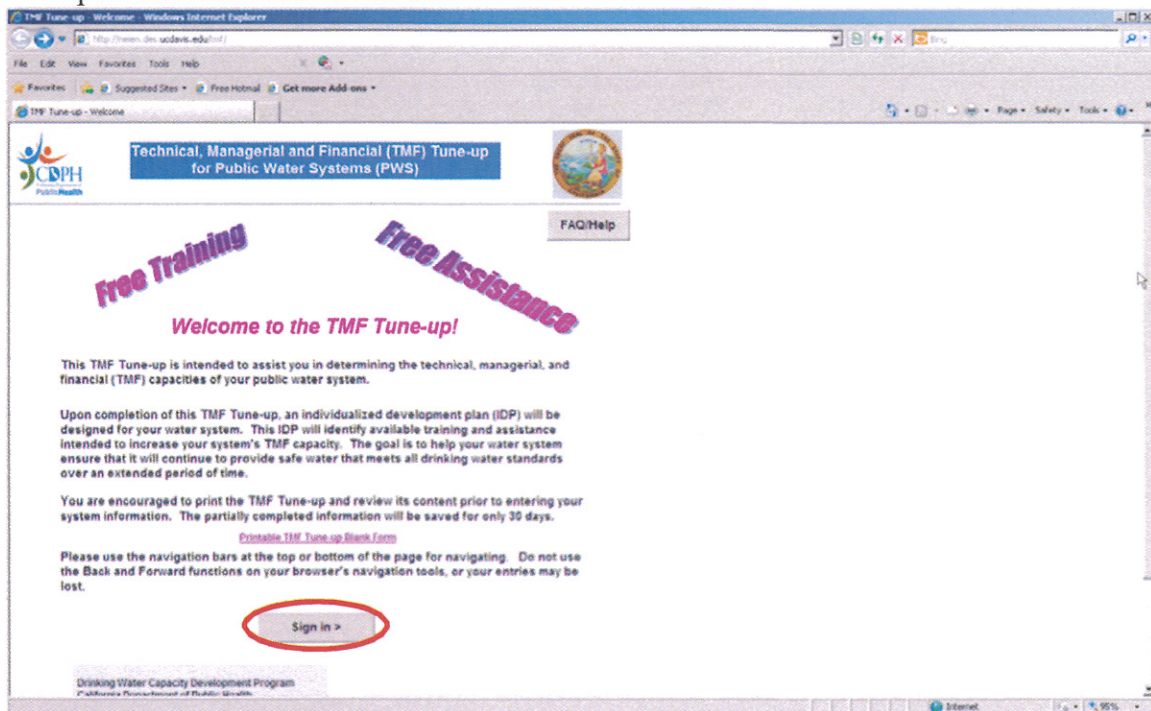 TMF Tune-up - Welcome - Windows Internet Explorer
Bing
File Edit View Favorites Tools Help
Favorites Suggested Sites Free Hotmail Get more Add-ons
TMF Tune-up - Welcome
Page Safety Tools
CDPH
PublicHealth
Technical, Managerial and Financial (TMF) Tune-up
for Public Water Systems (PWS)
FAQ/Help
Free Training
Free Assistance
Welcome to the TMF Tune-up!
This TMF Tune-up is intended to assist you in determining the technical, managerial, and
financial (TMF) capacities of your public water system.
Upon completion of this TMF Tune-up, an individualized development plan (IDP) will be
designed for your water system. This IDP will identify available training and assistance
intended to increase your system's TMF capacity. The goal is to help your water system
ensure that it will continue to provide safe water that meets all drinking water standards
over an extended period of time.
You are encouraged to print the TMF Tune-up and review its content prior to entering your
system information. The partially completed information will be saved for only 30 days.
Printable TMF Tune-up Blank Form
Please use the navigation bars at the top or bottom of the page for navigating. Do not use
the Back and Forward functions on your browser's navigation tools, or your entries may be
lost.
Sign in >
Drinking Water Capacity Development Program
California Department of Public Health
Internet
95%